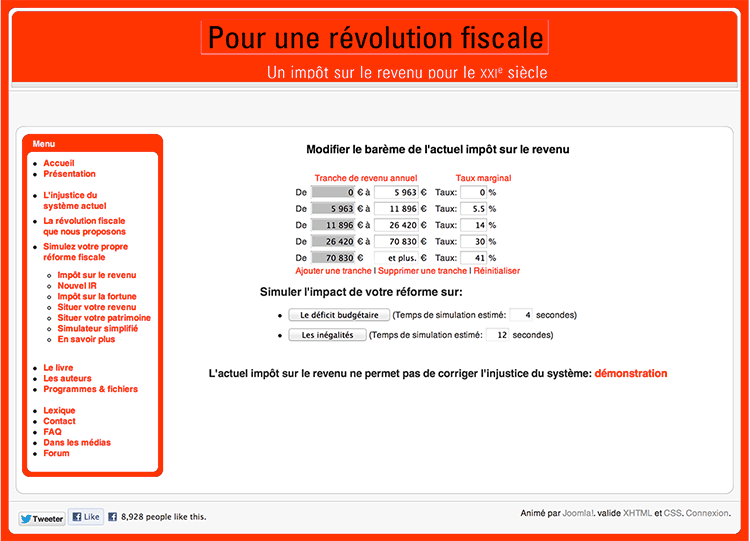 Pour une révolution fiscale
Un impôt sur le revenu pour le XXIe siècle
Menu
Accueil
Présentation
L'injustice du
système actuel
La révolution fiscale
que nous proposons
Simulez votre propre
réforme fiscale
Impôt sur le revenu
Nouvel IR
Impôt sur la fortune
Situer votre revenu
Situer votre patrimoine
Simulateur simplifié
En savoir plus
Le livre
Les auteurs
Programmes & fichiers
Lexique
Contact
FAQ
Dans les médias
Forum
Modifier le barème de l'actuel impôt sur le revenu
Tranche de revenu annuel Taux marginal
De 0 € à 5 963 € Taux: 0 %
De 5 963 € à 11 896 € Taux: 5.5 %
De 11 896 € à 26 420 € Taux: 14 %
De 26 420 € à 70 830 € Taux: 30 %
De 70 830 € et plus. Taux: 41 %
Ajouter une tranche | Supprimer une tranche | Réinitialiser
Simuler l'impact de votre réforme sur:
Le déficit budgétaire (Temps de simulation estimé: 4 secondes)
Les inégalités (Temps de simulation estimé: 12 secondes)
L'actuel impôt sur le revenu ne permet pas de corriger l'injustice du système: démonstration
Tweeter Like 8,928 people like this.
Animé par Joomla!. valide XHTML et CSS. Connexion.